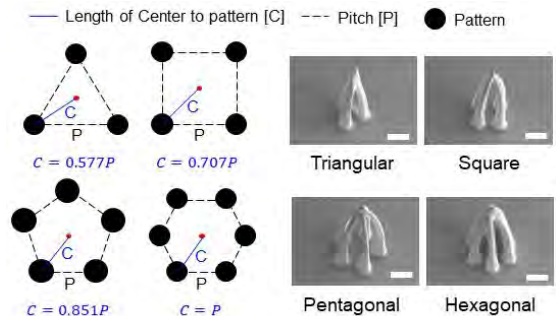 Length of Center to pattern [C] Pitch [P] Pattern
C
P
C
P
C = 0.577P C = 0.707P
Triangular Square
C
P
C
P
C = 0.851P C = P
Pentagonal Hexagonal